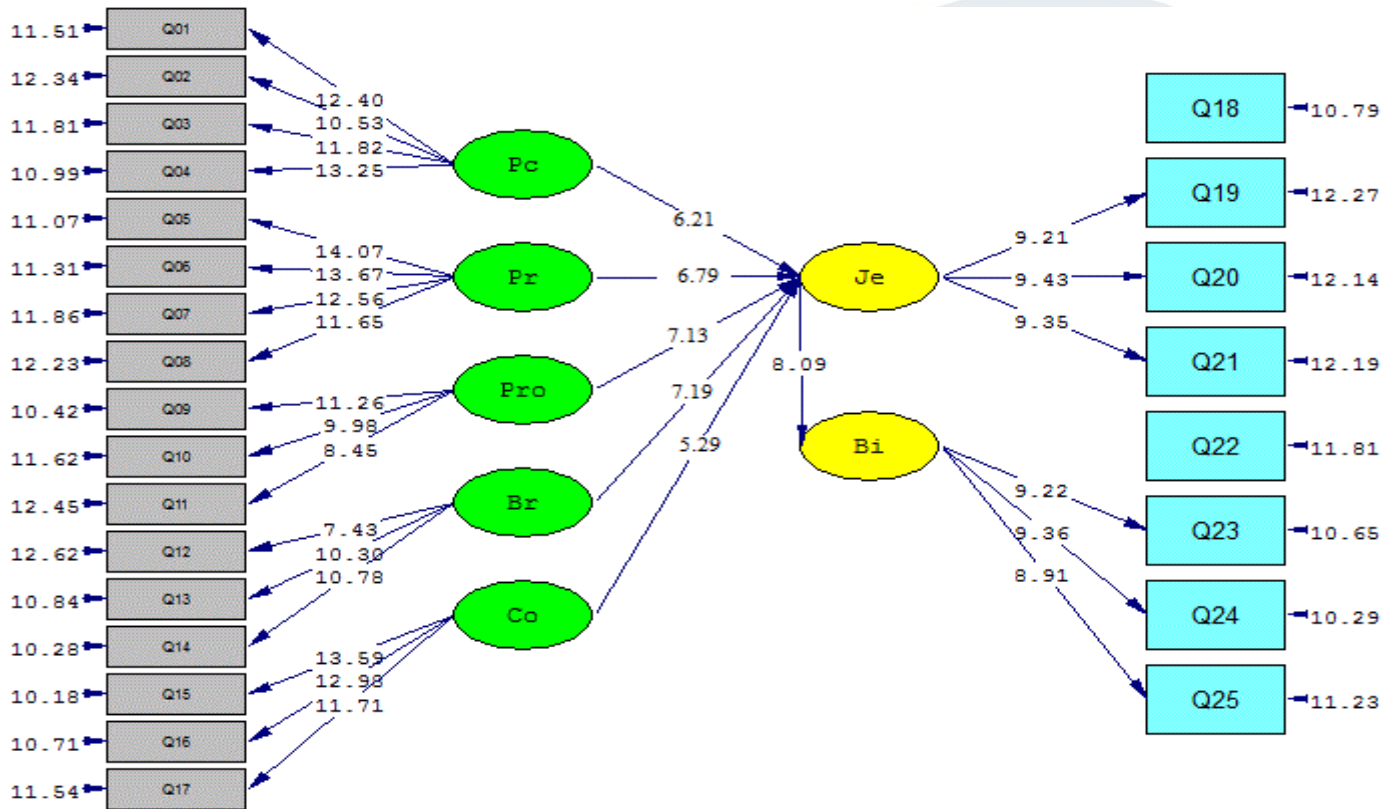 11.51 Q01
12.34 Q02
11.81 Q03
10.99 Q04
11.07 Q05
11.31 Q06
11.86 Q07
12.23 Q08
10.42 Q09
11.62 Q10
12.45 Q11
12.62 Q12
10.84 Q13
10.28 Q14
10.18 Q15
10.71 Q16
11.54 Q17
12.40
10.53
11.82
13.25
14.07
13.67
12.56
11.65
11.26
9.98
8.45
7.43
10.30
10.78
13.59
12.98
11.71
Pc
Pr
Pro
Br
Co
6.21
6.79
7.13
7.19
5.29
Je
8.09
Bi
9.21
9.43
9.35
9.22
9.36
8.91
Q18 10.79
Q19 12.27
Q20 12.14
Q21 12.19
Q22 11.81
Q23 10.65
Q24 10.29
Q25 11.23